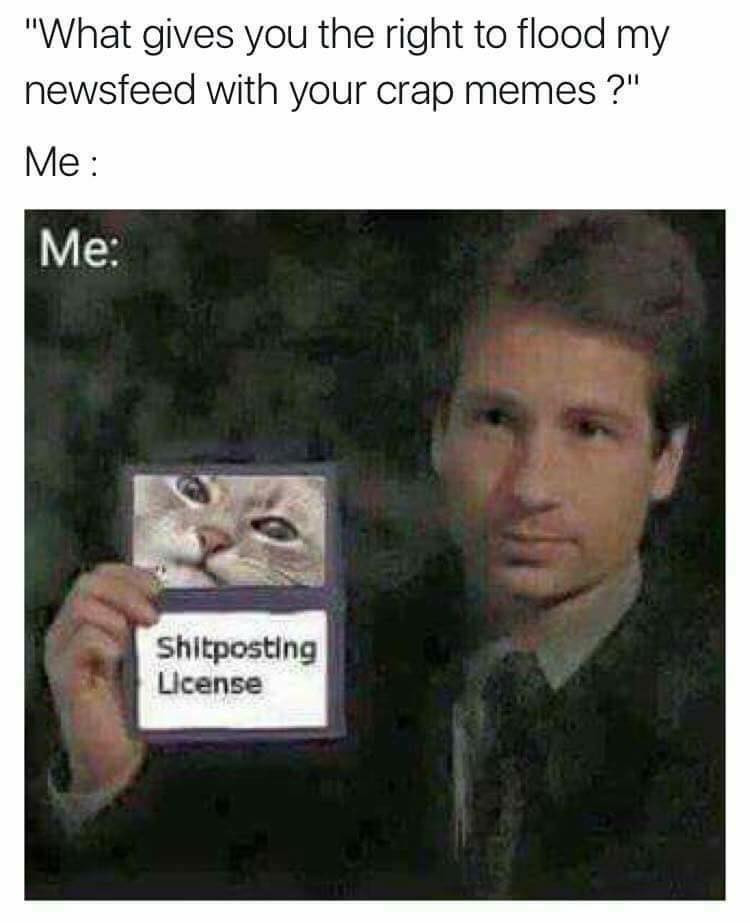 "What gives you the right to flood my
newsfeed with your crap memes ?"
Me :
Me:
Shitposting
License